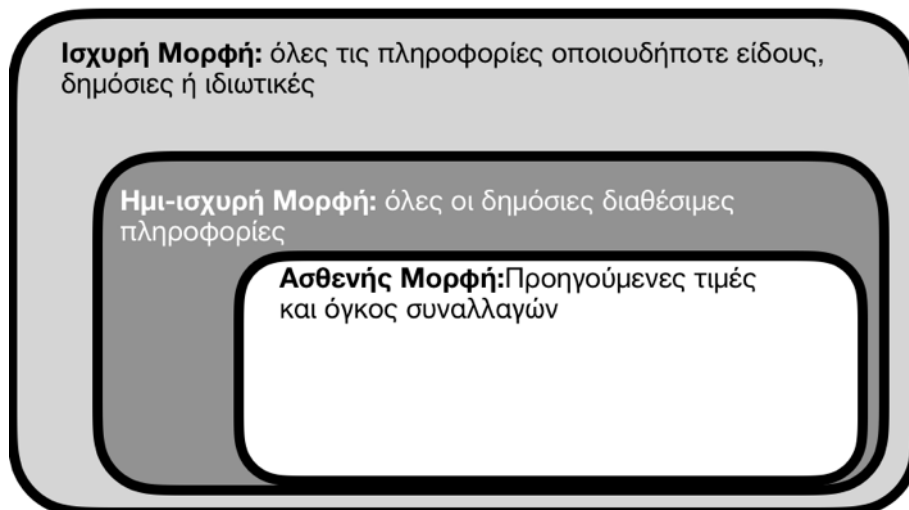 Ισχυρή Μορφή: όλες τις πληροφορίες οποιουδήποτε είδους,
δημόσιες ή ιδιωτικές
Ημι-ισχυρή Μορφή: όλες οι δημόσιες διαθέσιμες
πληροφορίες
Ασθενής Μορφή:Προηγούμενες τιμές
και όγκος συναλλαγών